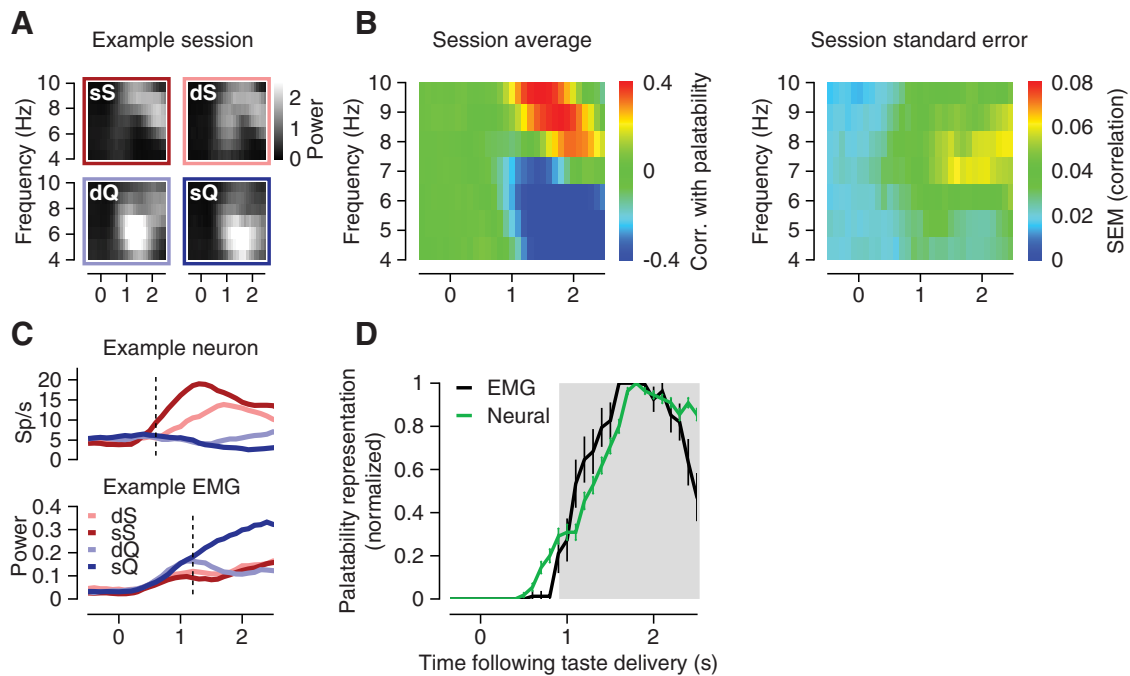 A
Example session
sS
dS
dQ
sQ
Frequency (Hz)
10
8
6
4
Frequency (Hz)
10
8
6
4
0 1 2
0 1 2
2
1
0
Power
B
Session average
Frequency (Hz)
10
9
8
7
6
5
4
0 1 2
0.4
0
-0.4
Corr. with palatability
Session standard error
Frequency (Hz)
10
9
8
7
6
5
4
0 1 2
0.08
0.06
0.04
0.02
0
SEM (correlation)
C
Example neuron
Sp/s
20
15
10
5
0
Example EMG
Power
0.4
0.3
0.2
0.1
0
dS
sS
dQ
sQ
0 1 2
D
EMG
Neural
Palatability representation
(normalized)
1
0.8
0.6
0.4
0.2
0
0 1 2
Time following taste delivery (s)